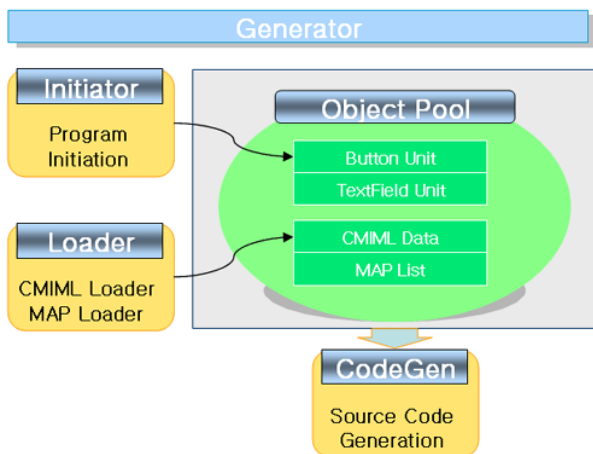 Generator
Initiator
Program
Initiation
Object Pool
Button Unit
TextField Unit
Loader
CMIML Loader
MAP Loader
CMIML Data
MAP List
CodeGen
Source Code
Generation